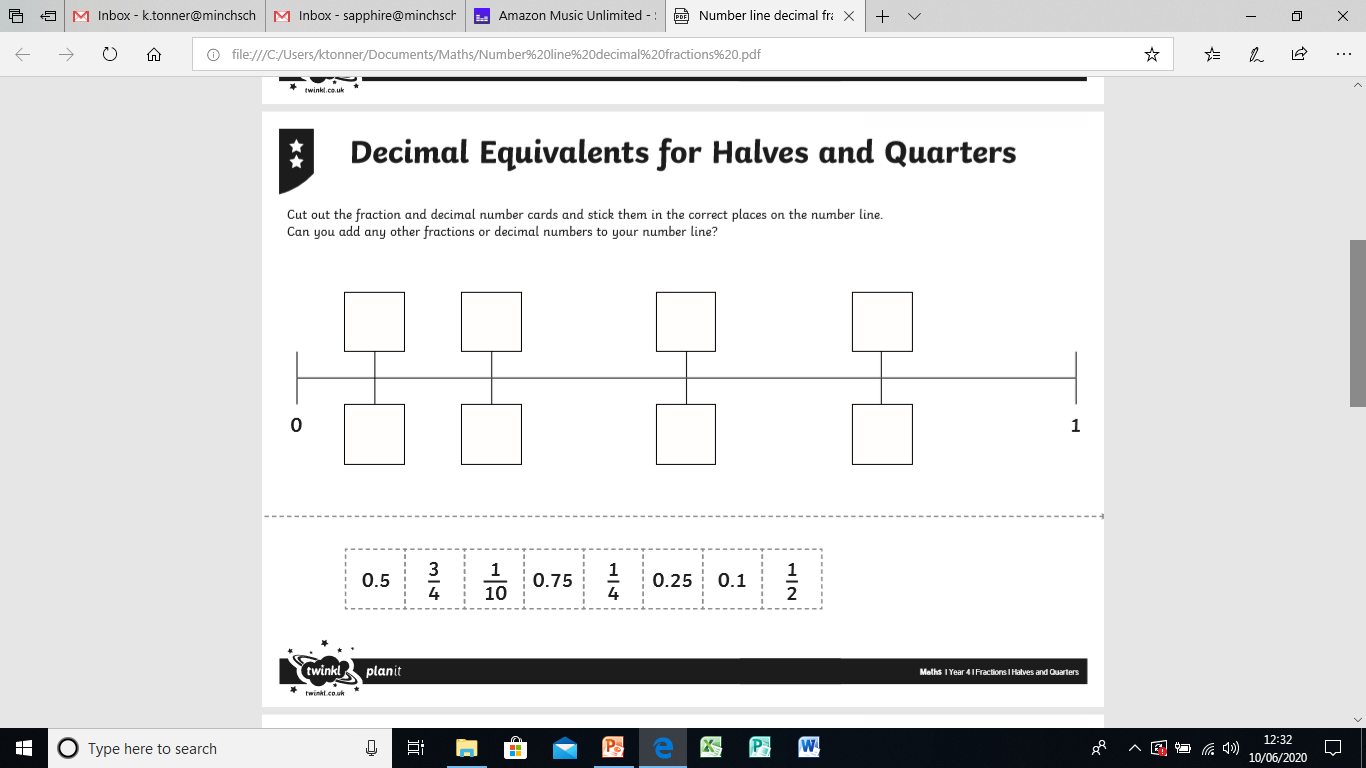 Inbox - k.tonner@minchsch
Inbox - sapphire@minchsch
Amazon Music Unlimited - S
Number line decimal fra
file:///C:/Users/ktonner/Documents/Maths/Number%20line%20decimal%20fractions%20.pdf
twinkl.co.uk
Decimal Equivalents for Halves and Quarters
Cut out the fraction and decimal number cards and stick them in the correct places on the number line.
Can you add any other fractions or decimal numbers to your number line?
0 1
0.5 3/4 1/10 0.75 1/4 0.25 0.1 1/2
twinkl planit
Maths | Year 4 | Fractions | Halves and Quarters
twinkl.co.uk
Type here to search
12:32
10/06/2020